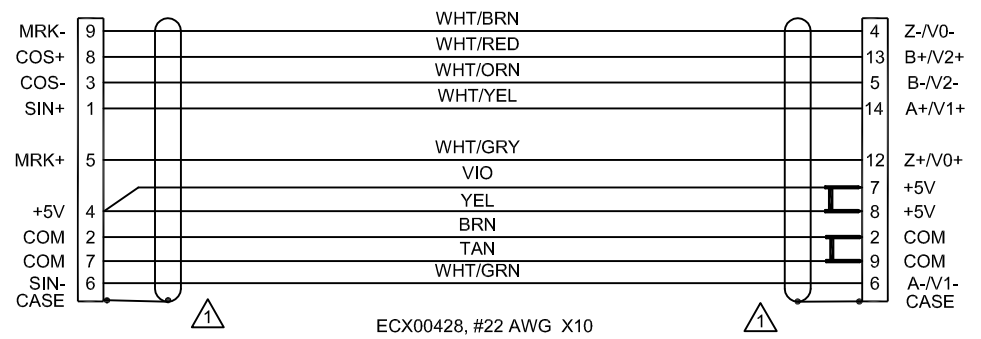 MRK- 9 WHT/BRN 4 Z-/V0-
COS+ 8 WHT/RED 13 B+/V2+
COS- 3 WHT/ORN 5 B-/V2-
SIN+ 1 WHT/YEL 14 A+/V1+
MRK+ 5 WHT/GRY 12 Z+/V0+
VIO 7 +5V
+5V 4 YEL 8 +5V
COM 2 BRN 2 COM
COM 7 TAN 9 COM
SIN- 6 WHT/GRN 6 A-/V1-
CASE CASE
1 1
ECX00428, #22 AWG X10